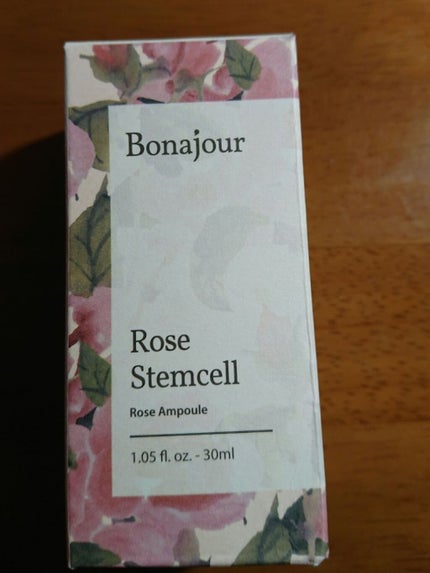 Bonajour
Rose
Stemcell
Rose Ampoule
1.05 fl. oz. - 30ml